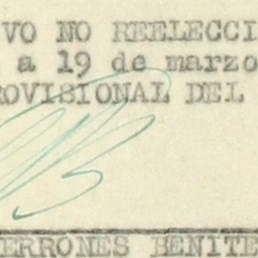 VO NO REELECCI
a 19 de marzo
ROVISIONAL DEL
ERRONES BENITE